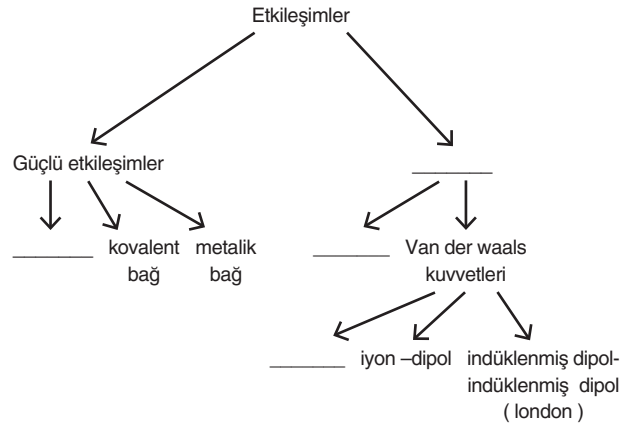 Etkileşimler
Güçlü etkileşimler ________
________ kovalent bağ metalik bağ ________ Van der waals kuvvetleri
________ iyon –dipol indüklenmiş dipol-
indüklenmiş dipol
( london )